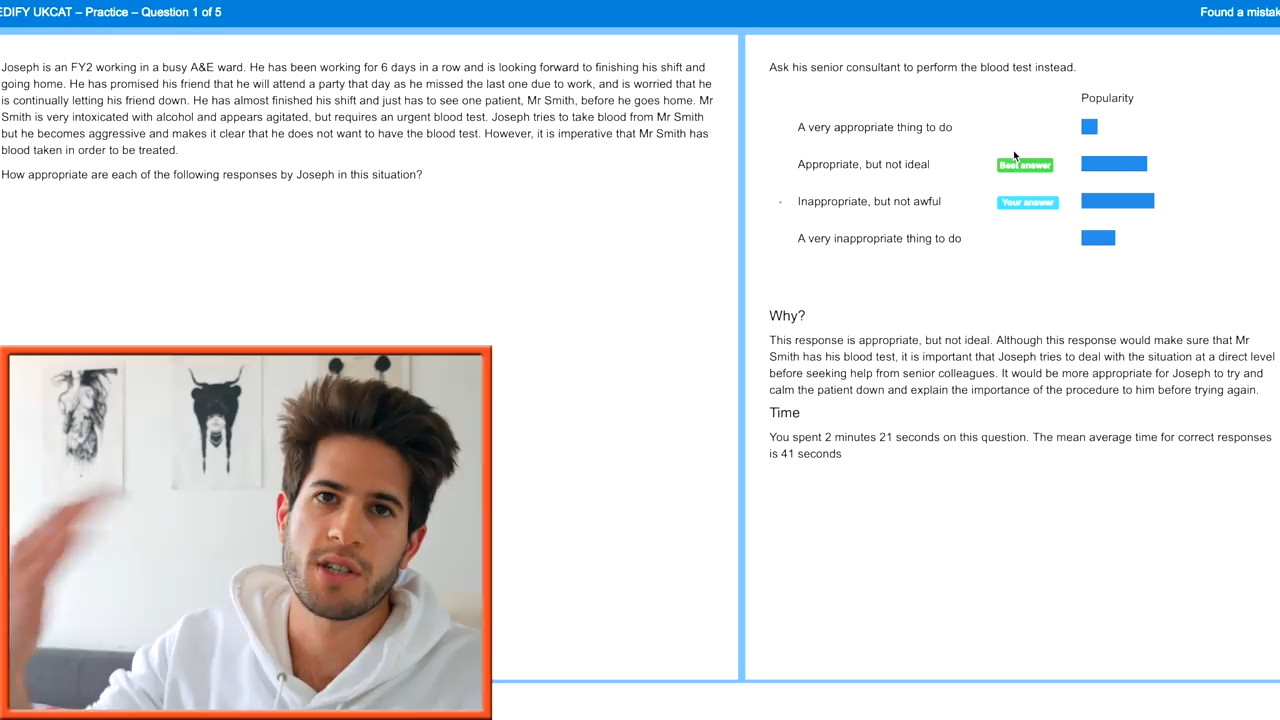 EDIFY UKCAT – Practice – Question 1 of 5
Found a mistak
Joseph is an FY2 working in a busy A&E ward. He has been working for 6 days in a row and is looking forward to finishing his shift and
going home. He has promised his friend that he will attend a party that day as he missed the last one due to work, and is worried that he
is continually letting his friend down. He has almost finished his shift and just has to see one patient, Mr Smith, before he goes home. Mr
Smith is very intoxicated with alcohol and appears agitated, but requires an urgent blood test. Joseph tries to take blood from Mr Smith
but he becomes aggressive and makes it clear that he does not want to have the blood test. However, it is imperative that Mr Smith has
blood taken in order to be treated.
How appropriate are each of the following responses by Joseph in this situation?
Ask his senior consultant to perform the blood test instead.
Popularity
A very appropriate thing to do
Appropriate, but not ideal Best answer
Inappropriate, but not awful Your answer
A very inappropriate thing to do
Why?
This response is appropriate, but not ideal. Although this response would make sure that Mr
Smith has his blood test, it is important that Joseph tries to deal with the situation at a direct level
before seeking help from senior colleagues. It would be more appropriate for Joseph to try and
calm the patient down and explain the importance of the procedure to him before trying again.
Time
You spent 2 minutes 21 seconds on this question. The mean average time for correct responses
is 41 seconds